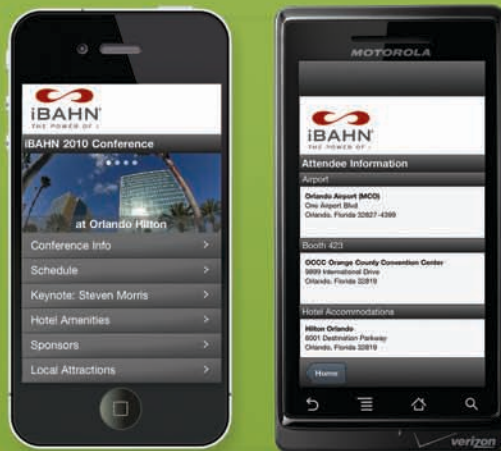 iBAHN
THE POWER OF i
iBAHN 2010 Conference
at Orlando Hilton
Conference Info
Schedule
Keynote: Steven Morris
Hotel Amenities
Sponsors
Local Attractions
MOTOROLA
iBAHN
THE POWER OF i
Attendee Information
Airport
Orlando Airport (MCO)
One Airport Blvd
Orlando, Florida 32827-4399
Booth 423
OCCC Orange County Convention Center
9899 International Drive
Orlando, Florida 32819
Hotel Accommodations
Hilton Orlando
6001 Destination Parkway
Orlando, Florida 32819
Home
verizon